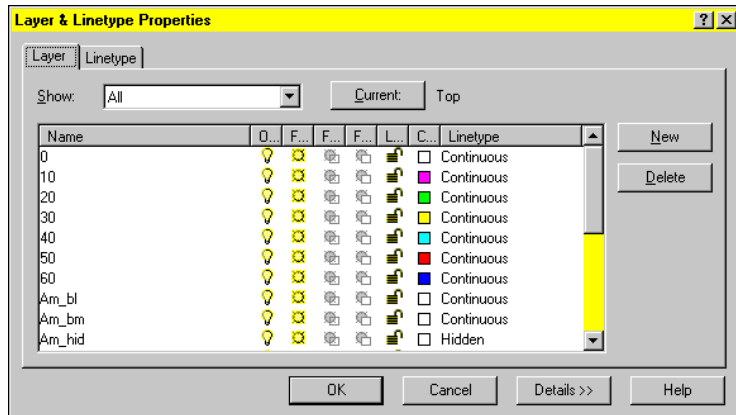 Layer & Linetype Properties
Layer Linetype
Show: All Current: Top
Name O... F... F... F... L... C... Linetype
New
0 Continuous
10 Continuous
Delete
20 Continuous
30 Continuous
40 Continuous
50 Continuous
60 Continuous
Am_bl Continuous
Am_bm Continuous
Am_hid Hidden
OK Cancel Details >> Help